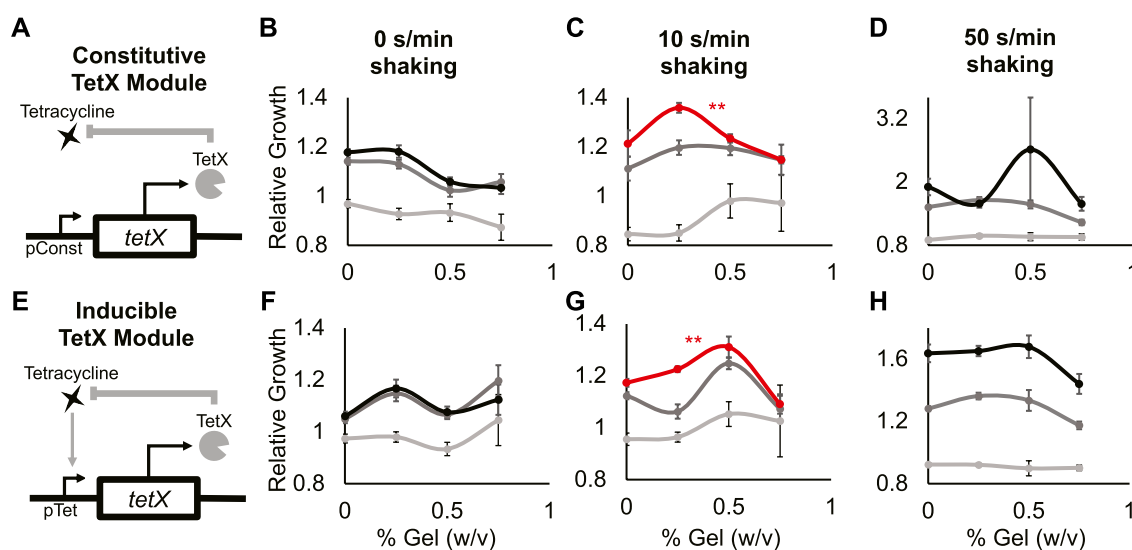 A
Constitutive
TetX Module
Tetracycline
TetX
pConst
tetX
B
0 s/min
shaking
Relative Growth
1.4
1.2
1
0.8
0
0.5
1
C
10 s/min
shaking
**
1.4
1.2
1
0.8
0
0.5
1
D
50 s/min
shaking
3.2
2
0.8
0
0.5
1
E
Inducible
TetX Module
Tetracycline
TetX
pTet
tetX
F
Relative Growth
1.4
1.2
1
0.8
0
0.5
1
% Gel (w/v)
G
**
1.4
1.2
1
0.8
0
0.5
1
% Gel (w/v)
H
1.6
1.2
0.8
0
0.5
1
% Gel (w/v)